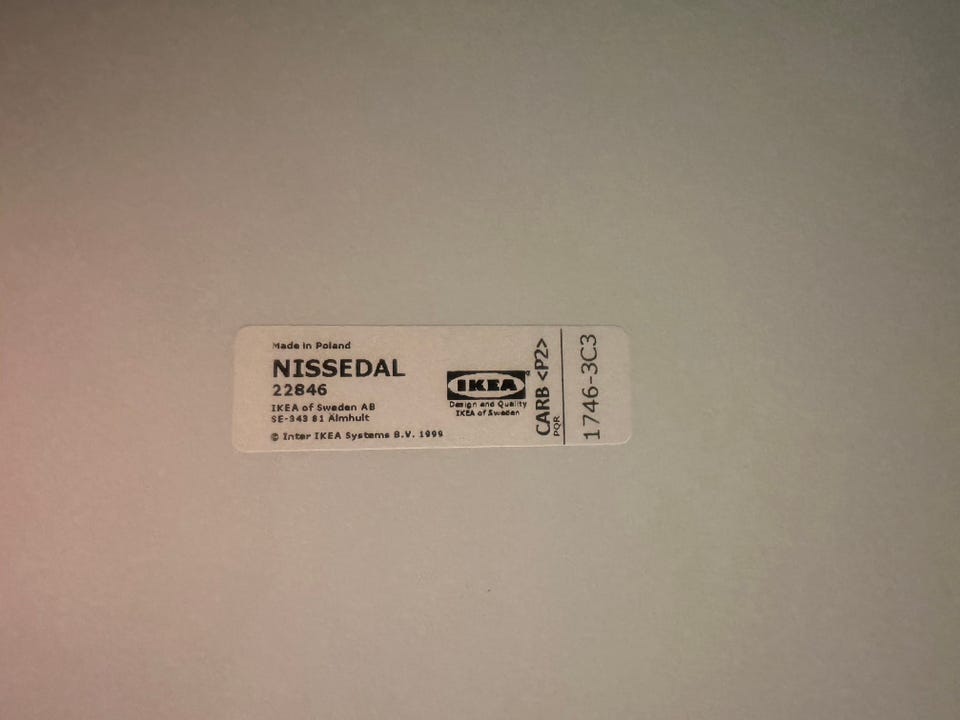 Made in Poland
NISSEDAL
22846
IKEA of Sweden AB
SE-343 81 Älmhult
© Inter IKEA Systems B.V. 1999
IKEA®
Design and Quality
IKEA of Sweden
CARB <P2>
PQR
1746-3C3